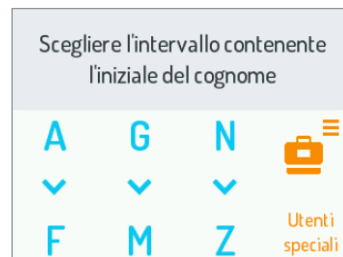 Scegliere l'intervallo contenente
l'iniziale del cognome
A G N
F M Z
Utenti
speciali